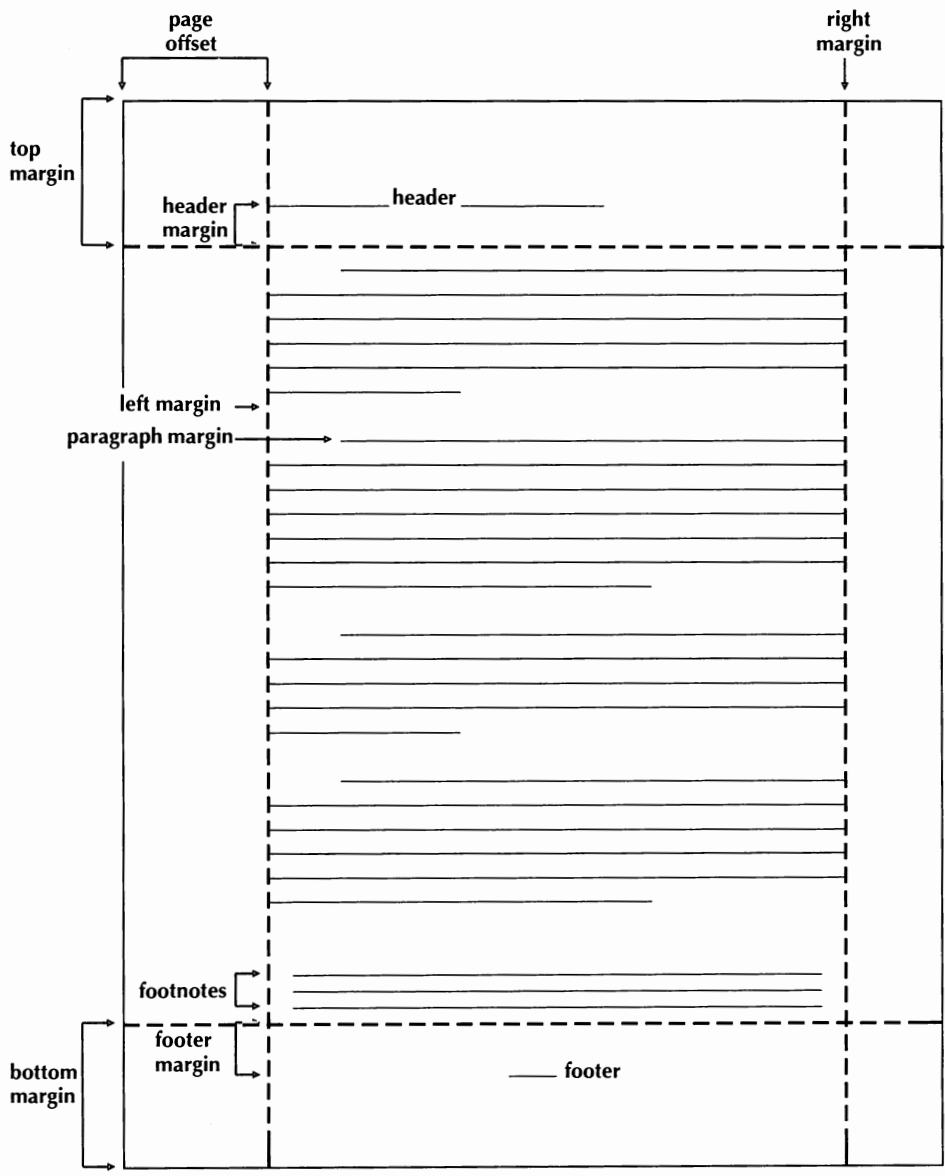 page
offset
right
margin
top
margin
header
header
margin
left margin
paragraph margin
footnotes
footer
margin
bottom
margin
footer